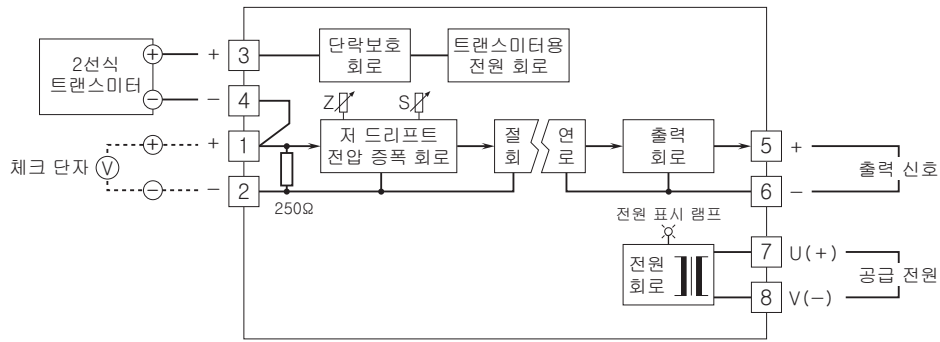 2선식
트랜스미터
+
−
+
−
3
4
단락보호
회로
트랜스미터용
전원 회로
Z
S
체크 단자
V
+
−
+
−
1
2
250Ω
저 드리프트
전압 증폭 회로
절 연
회 로
출력
회로
5
6
+
−
출력 신호
전원 표시 램프
전원
회로
7
8
U(+)
V(−)
공급 전원